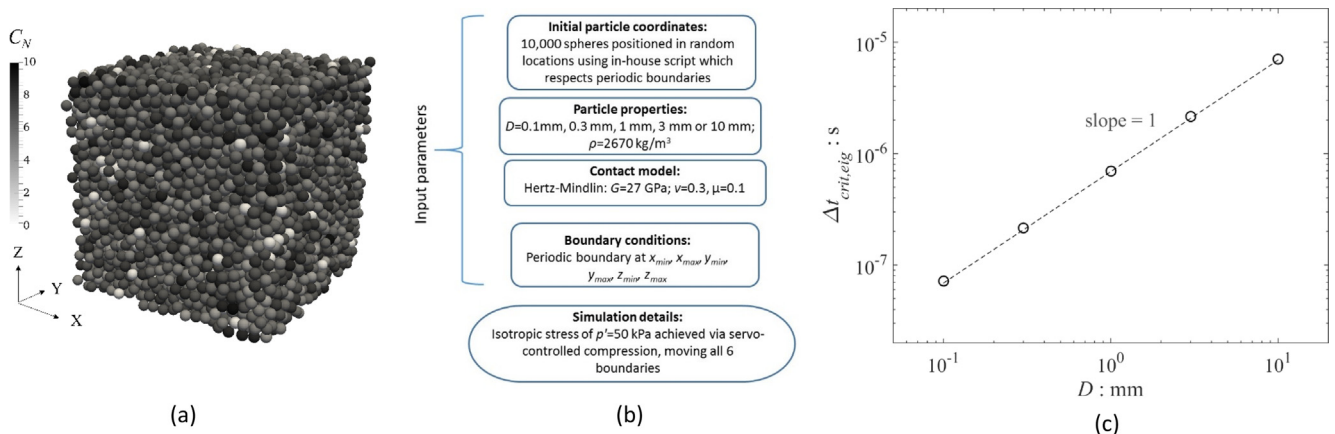 C_N
10
8
6
4
2
0
Z
Y
X
(a)
Input parameters
Initial particle coordinates:
10,000 spheres positioned in random
locations using in-house script which
respects periodic boundaries
Particle properties:
D=0.1mm, 0.3 mm, 1 mm, 3 mm or 10 mm;
ρ=2670 kg/m³
Contact model:
Hertz-Mindlin: G=27 GPa; ν=0.3, μ=0.1
Boundary conditions:
Periodic boundary at x_min, x_max, y_min,
y_max, z_min, z_max
Simulation details:
Isotropic stress of p'=50 kPa achieved via servo-
controlled compression, moving all 6
boundaries
(b)
Δt_crit,eig : s
10⁻⁵
10⁻⁶
10⁻⁷
slope = 1
10⁻¹
10⁰
10¹
D : mm
(c)